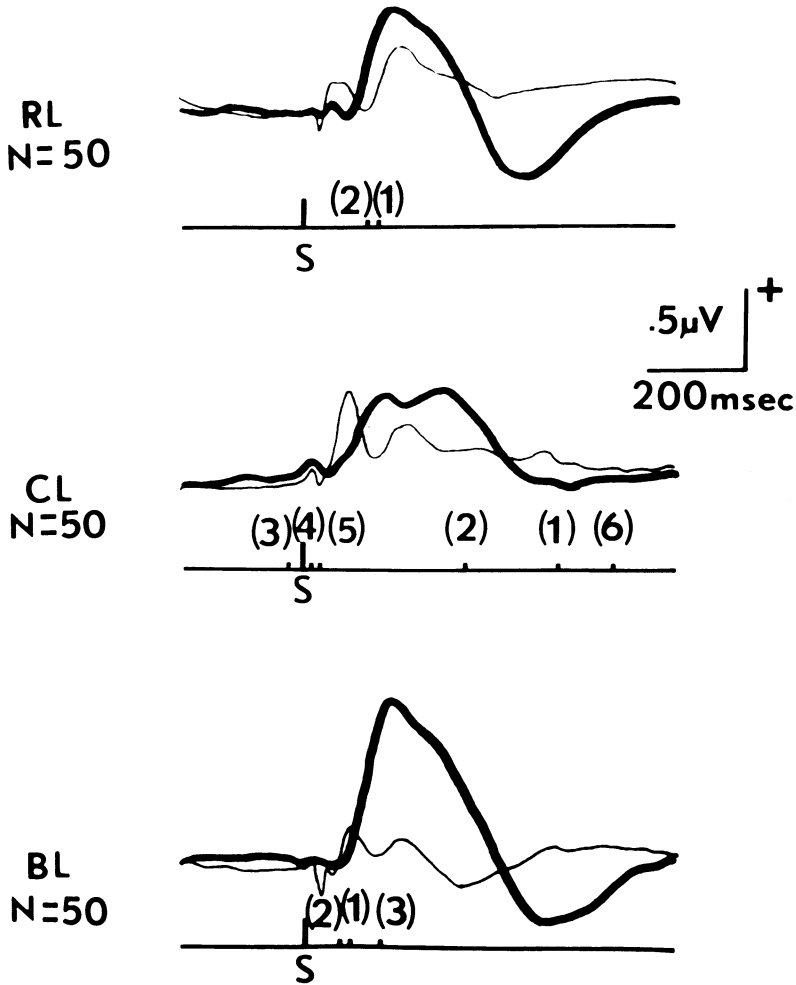 RL
N=50
(2)(1)
S
+
.5μV
200msec
CL
N=50
(3)(4)(5) (2) (1) (6)
S
BL
N=50
(2)(1) (3)
S